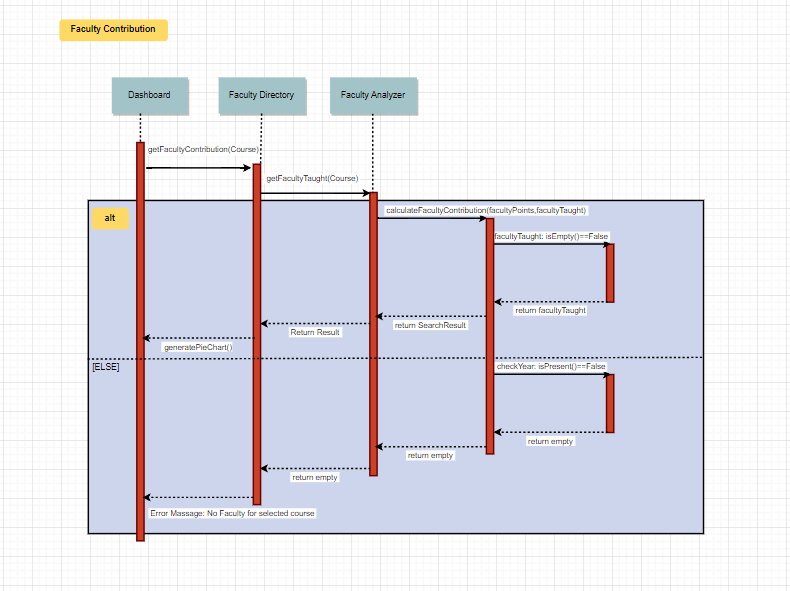 Faculty Contribution
Dashboard
Faculty Directory
Faculty Analyzer
getFacultyContribution(Course)
getFacultyTaught(Course)
alt
calculateFacultyContribution(facultyPoints,facultyTaught)
facultyTaught: isEmpty()==False
return facultyTaught
return SearchResult
Return Result
generatePieChart()
[ELSE]
checkYear: isPresent()==False
return empty
return empty
return empty
Error Massage: No Faculty for selected course